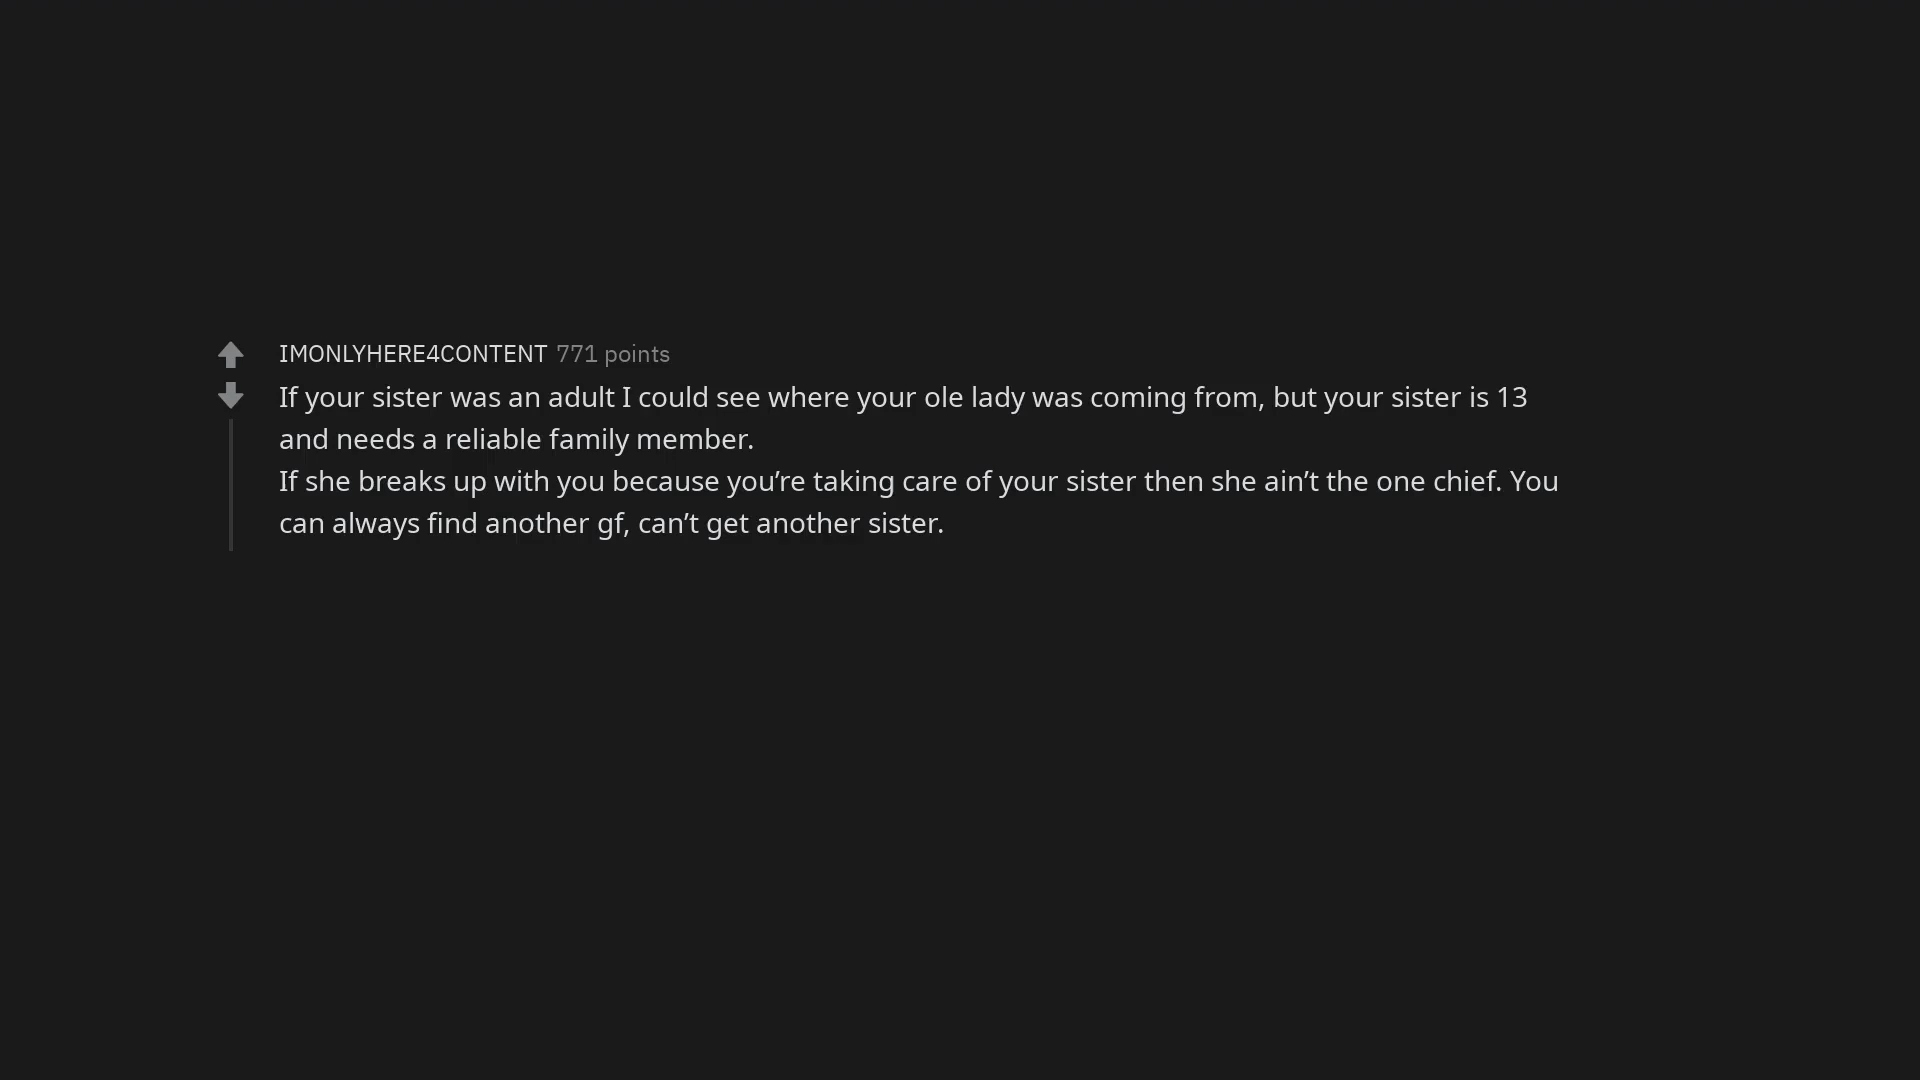 IMONLYHERE4CONTENT 771 points
If your sister was an adult I could see where your ole lady was coming from, but your sister is 13
and needs a reliable family member.
If she breaks up with you because you’re taking care of your sister then she ain’t the one chief. You
can always find another gf, can’t get another sister.